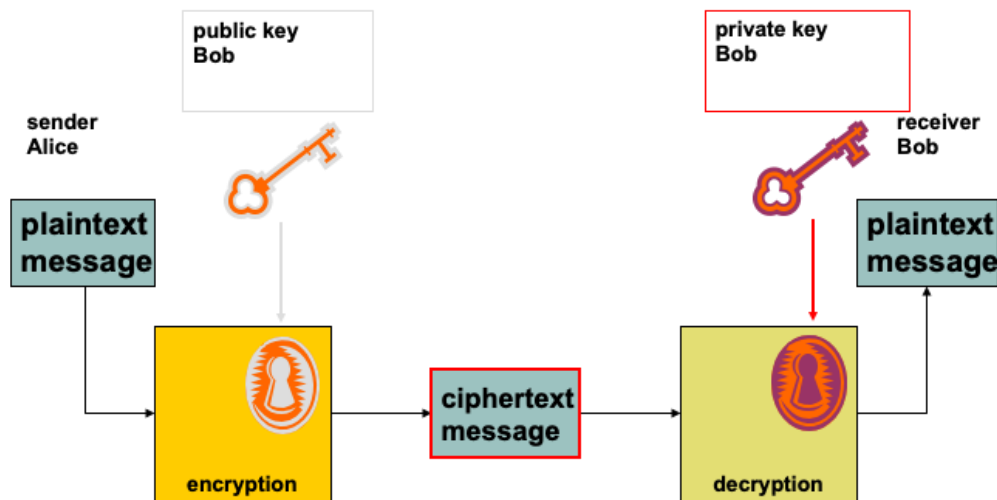 public key
Bob
private key
Bob
sender
Alice
receiver
Bob
plaintext
message
plaintext
message
ciphertext
message
encryption
decryption